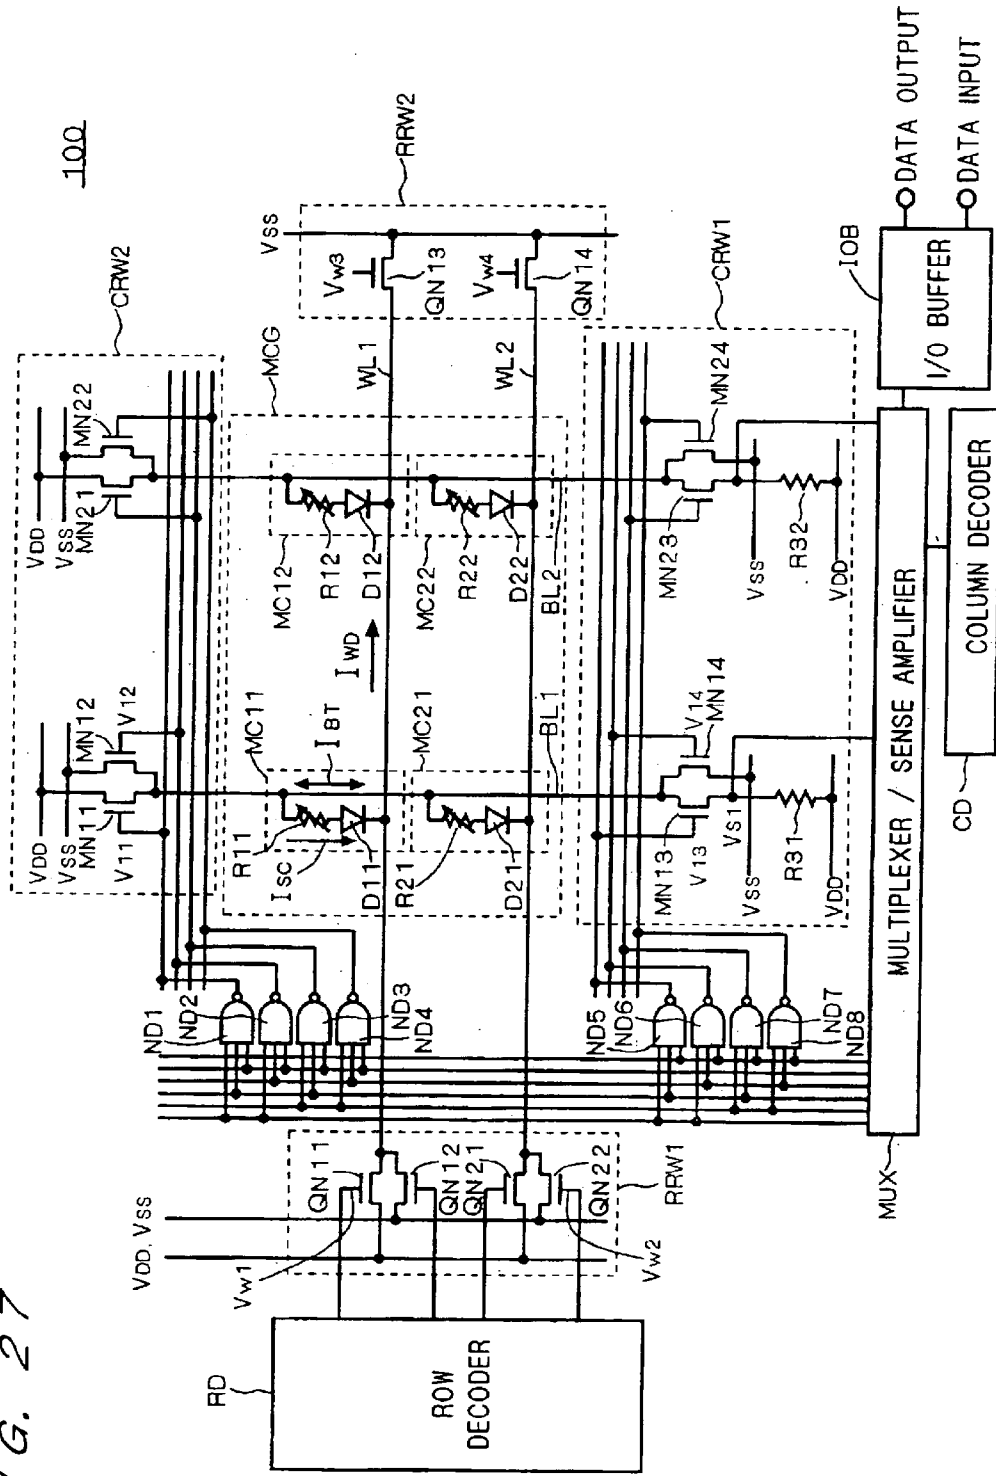 FIG. 27
100
CRW2
VDD
VSS
MN11
V11
MN12
V12
VDD
VSS
MN21
MN22
ND1
ND2
ND3
ND4
MCG
MC11
R11
ISC
D11
IBT
IWD
MC12
R12
D12
WL1
MC21
R21
D21
BL1
MC22
R22
D22
BL2
WL2
RRW2
VSS
Vw3
QN13
Vw4
QN14
VDD, VSS
RD
ROW
DECODER
Vw1
QN11
QN12
QN21
QN22
Vw2
RRW1
ND5
ND6
ND7
ND8
CRW1
MN13
V13
V14
MN14
VS1
VSS
R31
VDD
MN23
MN24
VSS
R32
VDD
MUX
MULTIPLEXER / SENSE AMPLIFIER
CD
COLUMN DECODER
IOB
I/O BUFFER
DATA OUTPUT
DATA INPUT